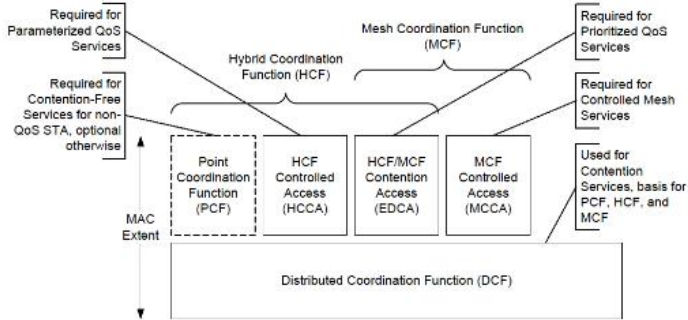 Required for
Parameterized QoS
Services
Required for
Contention-Free
Services for non-
QoS STA, optional
otherwise
Hybrid Coordination
Function (HCF)
Mesh Coordination Function
(MCF)
Required for
Prioritized QoS
Services
Required for
Controlled Mesh
Services
Used for
Contention
Services, basis for
PCF, HCF, and
MCF
MAC
Extent
Point
Coordination
Function
(PCF)
HCF
Controlled
Access
(HCCA)
HCF/MCF
Contention
Access
(EDCA)
MCF
Controlled
Access
(MCCA)
Distributed Coordination Function (DCF)